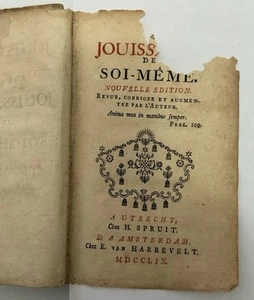 JOUISS
DE
SOI-MÊME.
NOUVELLE EDITION.
REVUE, CORRIGÉE ET AUGMEN-
TÉE PAR L'AUTEUR.
Anima mea in manibus semper.
PSAL. 109.
A UTRECHT,
Chez H. SPRUIT.
& A AMSTERDAM,
Chez E. VAN HARREVELT.
MDCCLIX.